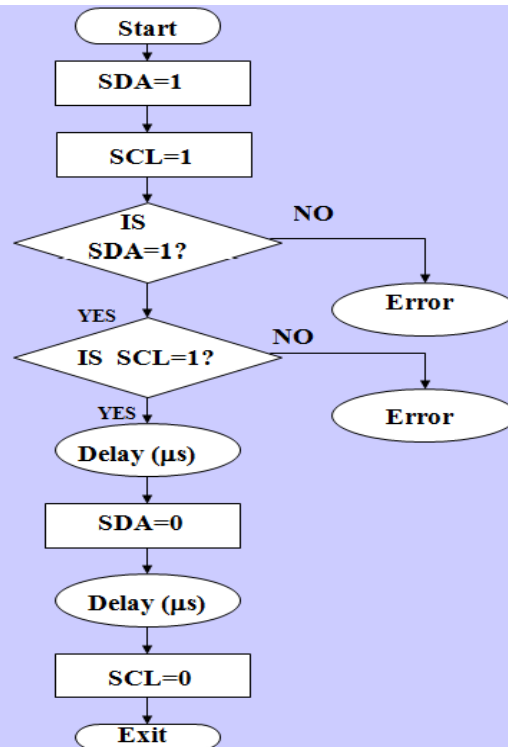 Start
SDA=1
SCL=1
IS
SDA=1?
NO
Error
YES
IS SCL=1?
NO
Error
YES
Delay (µs)
SDA=0
Delay (µs)
SCL=0
Exit